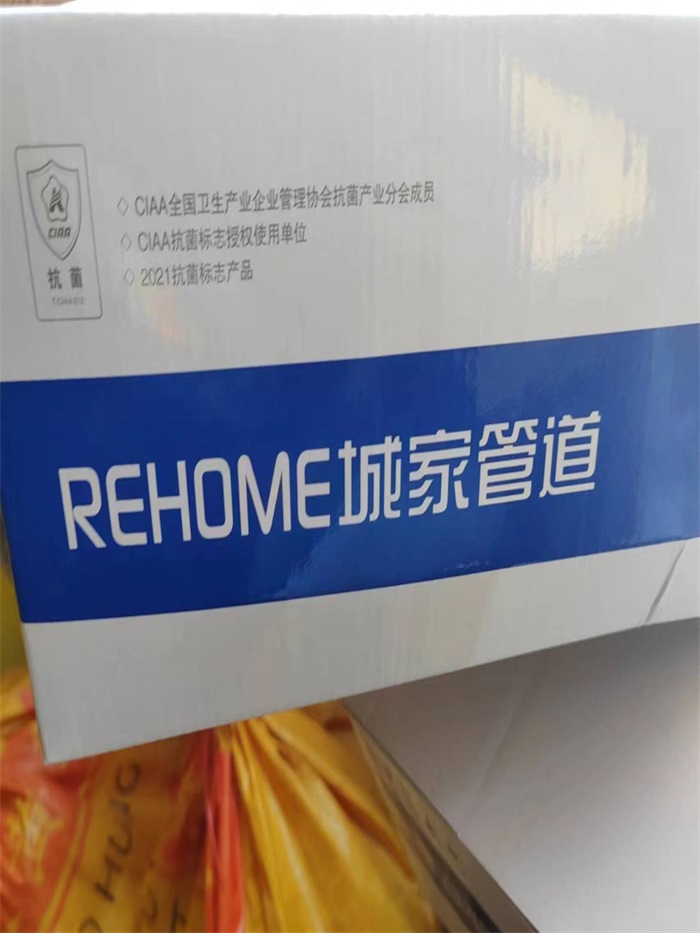 CIAA
抗菌
◇ CIAA全国卫生产业企业管理协会抗菌产业分会成员
◇ CIAA抗菌标志授权使用单位
◇ 2021抗菌标志产品
REHOME城家管道
HUNG